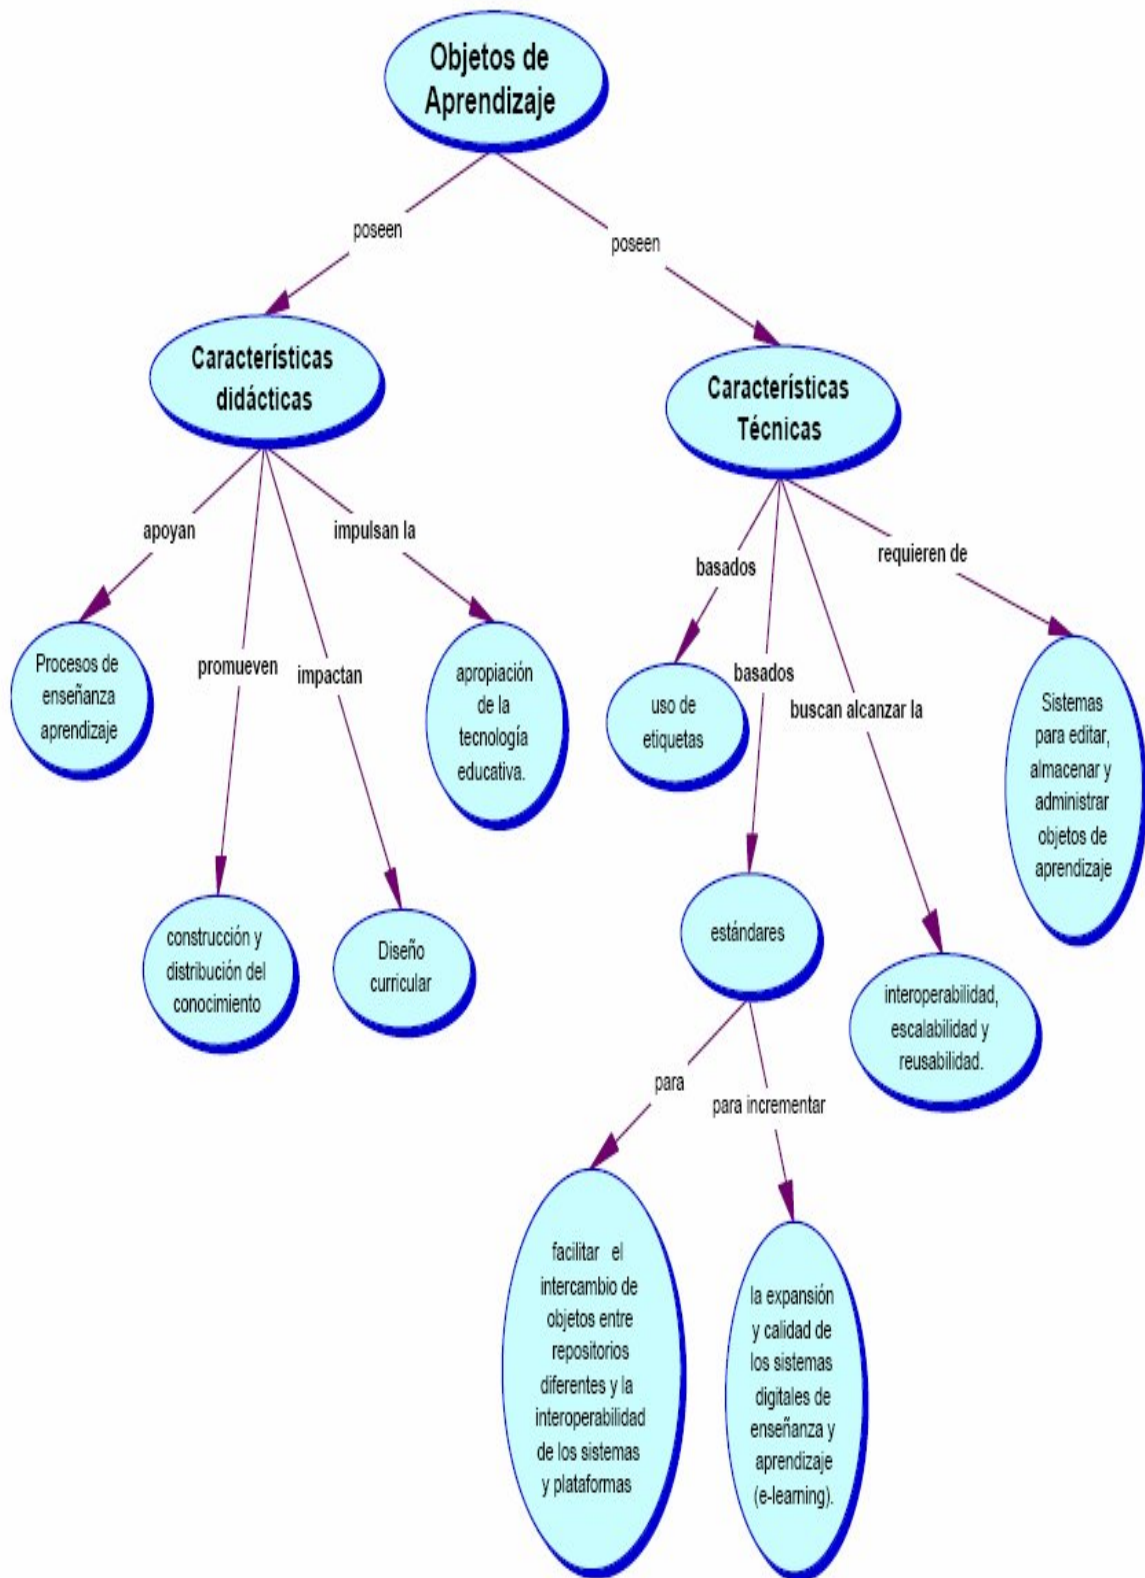 Objetos de
Aprendizaje
poseen
poseen
Característísicas
didácticas
Característísicas
Técnicas
apoyan
impulsan la
basados
requieren de
Procesos de
enseñanza
aprendizaje
promueven
impactan
apropiación
de la
tecnología
educativa.
uso de
etiquetas
basados
buscan alcanzar la
Sistemas
para editar,
almacenar y
administrar
objetos de
aprendizaje
construcción y
distribución del
conocimiento
Diseño
curricular
estándares
interoperabilidad,
escalabilidad y
reusabilidad.
para
para incrementar
facilitar el
intercambio de
objetos entre
repositorios
diferentes y la
interoperabilidad
de los sistemas
y plataformas
la expansión
y calidad de
los sistemas
digitales de
enseñanza y
aprendizaje
(e-learning).